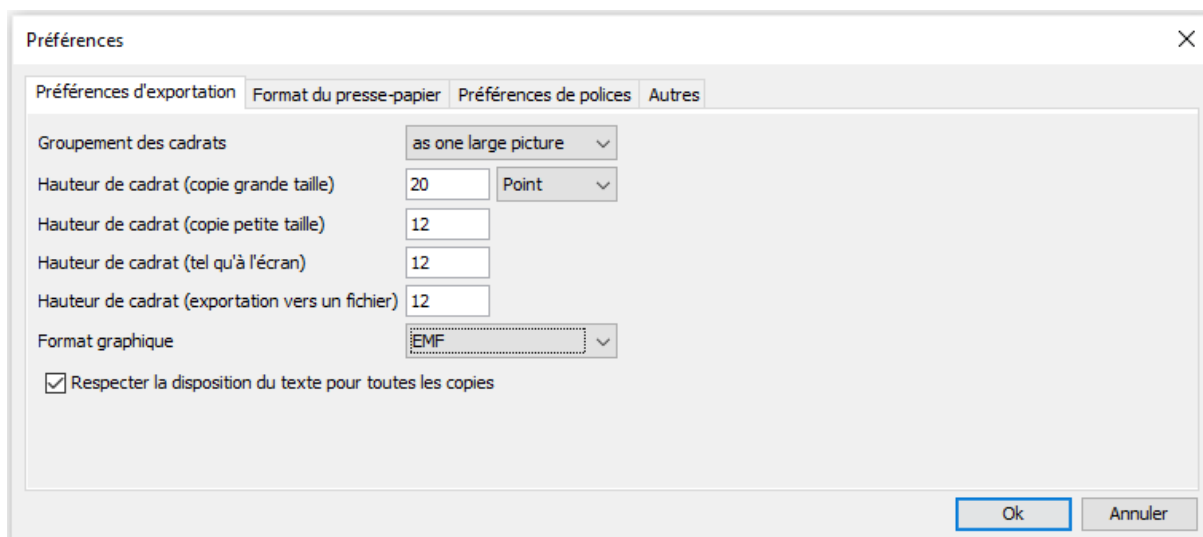 Préférences
Préférences d'exportation Format du presse-papier Préférences de polices Autres
Groupement des cadrats as one large picture
Hauteur de cadrat (copie grande taille) 20 Point
Hauteur de cadrat (copie petite taille) 12
Hauteur de cadrat (tel qu'à l'écran) 12
Hauteur de cadrat (exportation vers un fichier) 12
Format graphique EMF
Respecter la disposition du texte pour toutes les copies
Ok Annuler